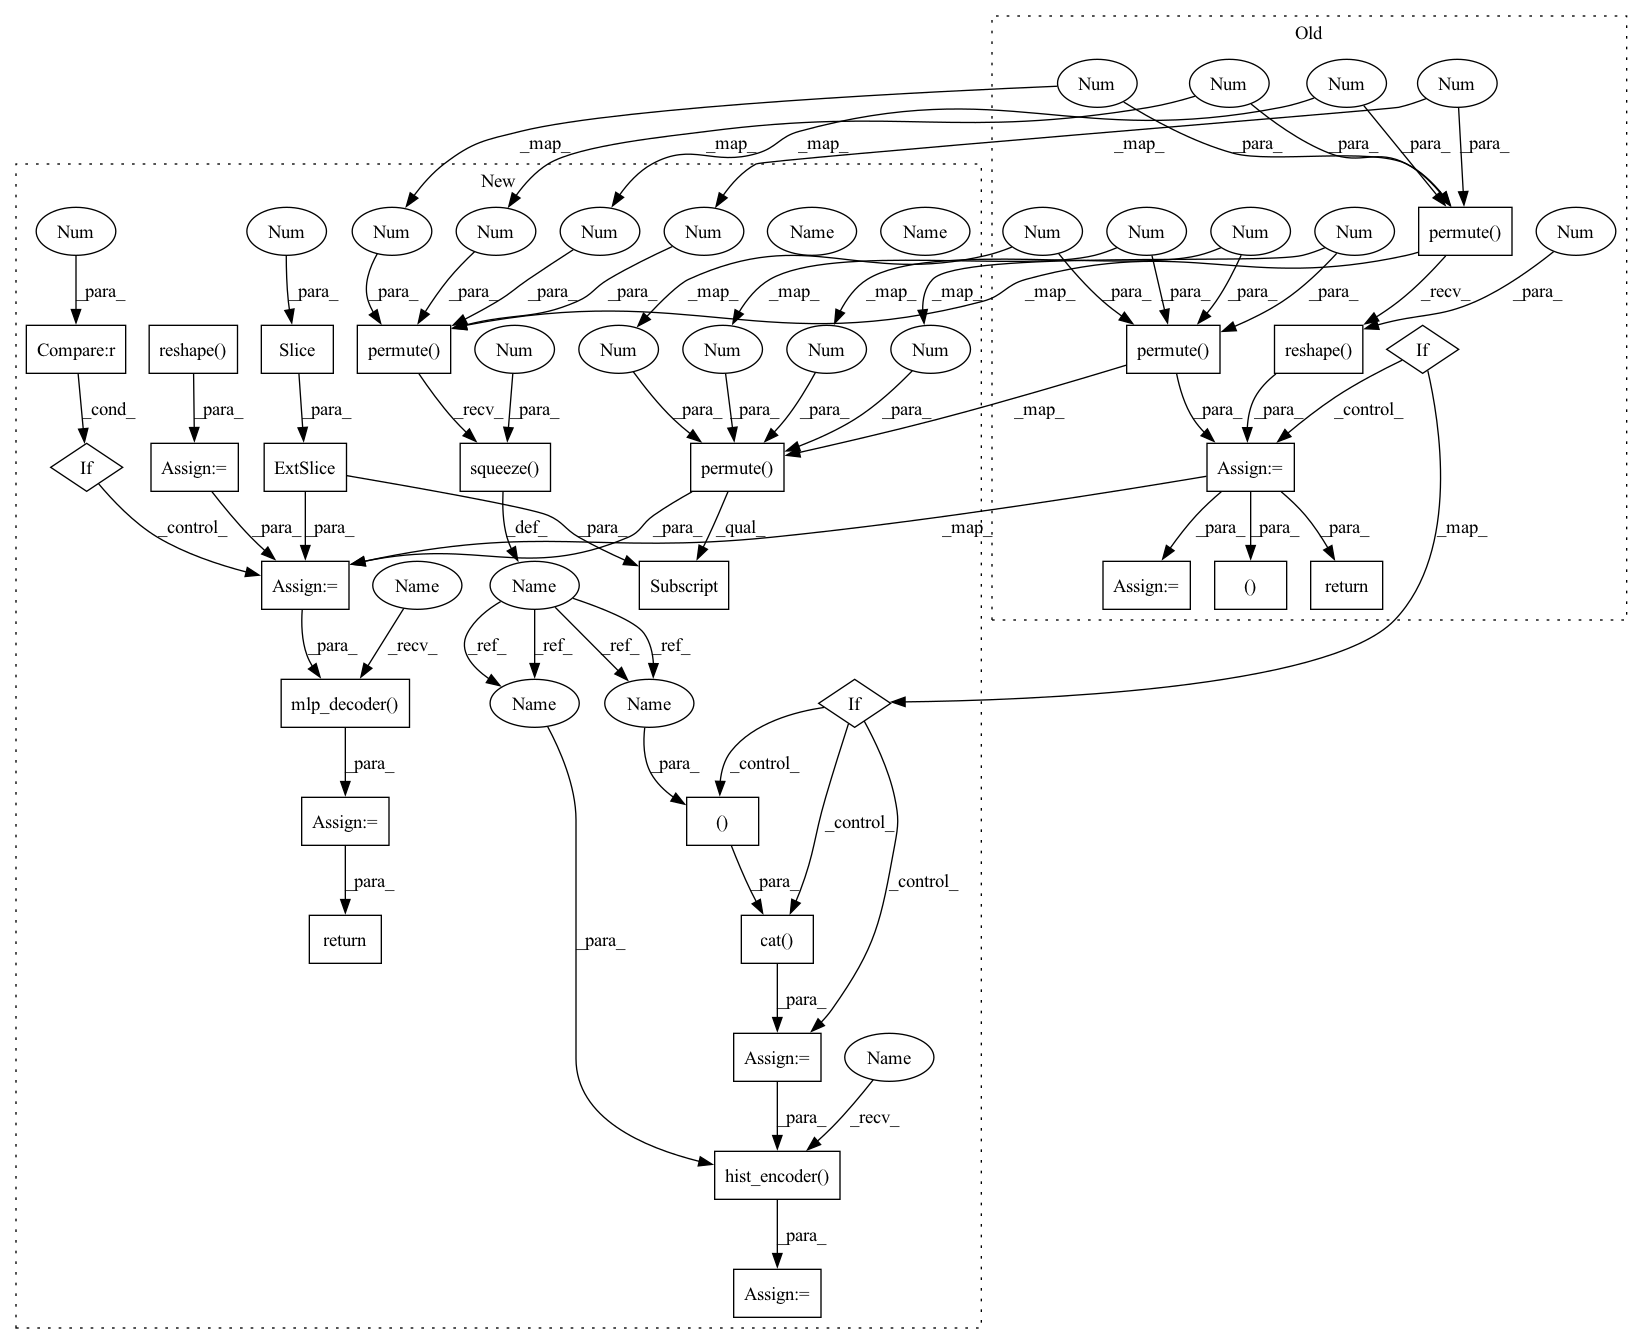 Old
Num Num Num Num
_map_ _map_ _map_ _map_ _para_ _para_ _para_ _para_
New
Num Num Num Num Num Num Name Name Num Num Num Num permute() Num
_para_ _para_ _para_ _para_ _para_ _para_ _map_ _map_ _map_ _map_ _map_ _para_ _para_ _para_ _para_ _recv_ _para_
Compare:r reshape() Slice permute() Num Num Num Num Num permute() reshape() If
_cond_ _para_ _para_ _recv_ _para_ _para_ _para_ _para_ _para_ _map_ _para_ _para_ _control_
If Assign:= ExtSlice squeeze() permute() Assign:=
_control_ _para_ _para_ _def_ _para_ _para_ _qual_ _map_ _para_ _para_ _para_ _map_
Assign:= Name Name Subscript Assign:= () return
_para_ _recv_ _ref_ _ref_ _ref_ _ref_
mlp_decoder() Name Name If
_para_ _para_ _control_
Assign:= () _control_
_para_ _para_ _control_
return cat()
_para_
_para_
Assign:= Name
_para_ _recv_
hist_encoder()
_para_
Assign:=